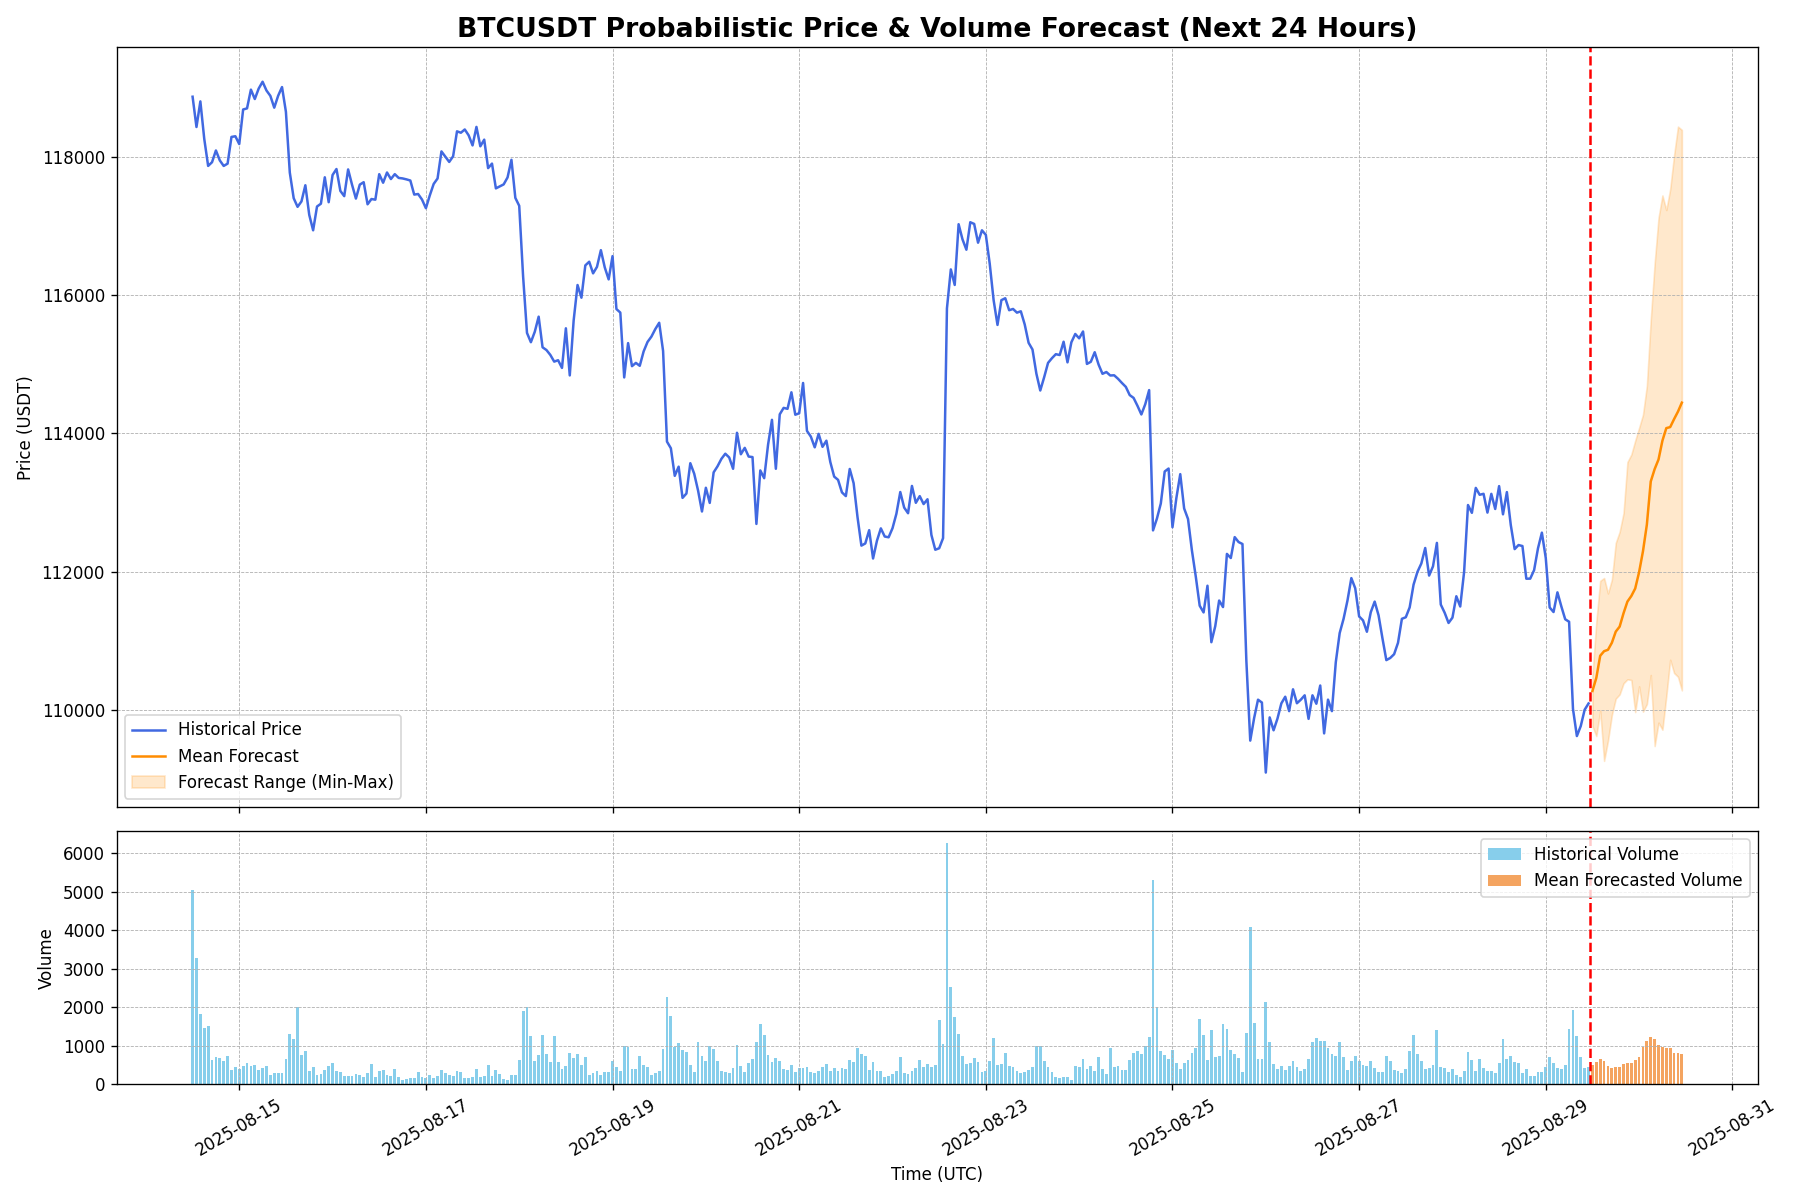 BTCUSDT Probabilistic Price & Volume Forecast (Next 24 Hours)
Price (USDT)
118000
116000
114000
112000
110000
Historical Price
Mean Forecast
Forecast Range (Min-Max)
Volume
6000
5000
4000
3000
2000
1000
0
Historical Volume
Mean Forecasted Volume
2025-08-15
2025-08-17
2025-08-19
2025-08-21
2025-08-23
2025-08-25
2025-08-27
2025-08-29
2025-08-31
Time (UTC)